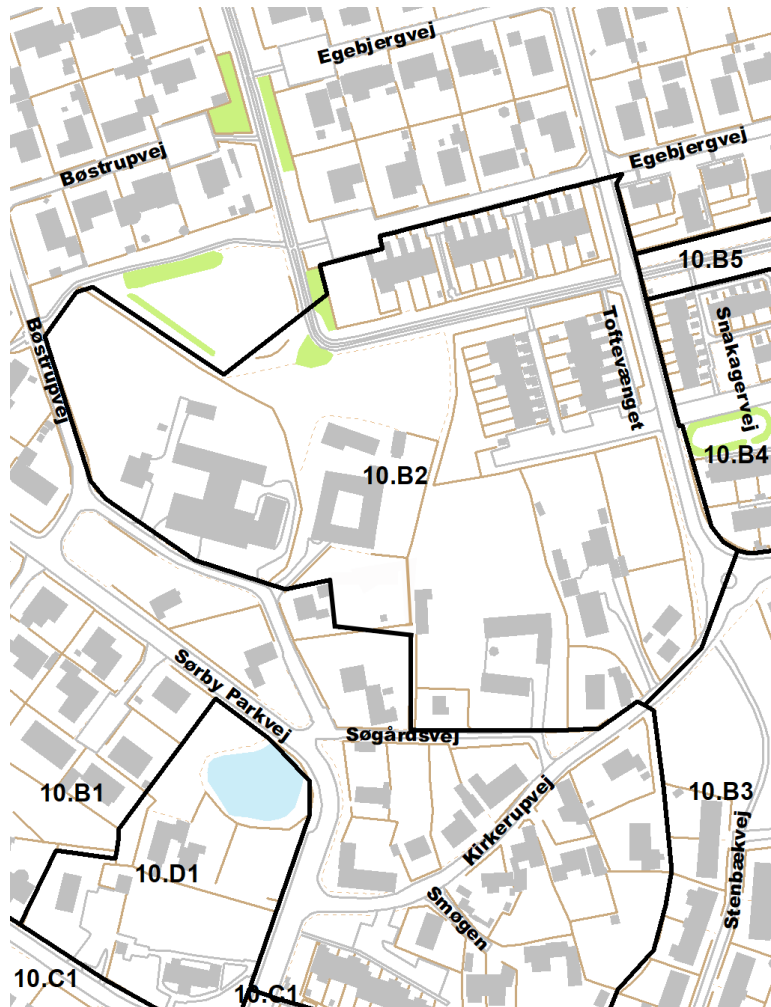 Egebjergvej
Egebjergvej
Bøstrupvej
10.B5
Bøstrupvej
Toftevænget
Snakagervej
10.B4
10.B2
Sørby Parkvej
Søgårdsvej
10.B1
10.B3
Kirkerupvej
Stenbækvej
10.D1
Smøgen
10.C1
10.C1